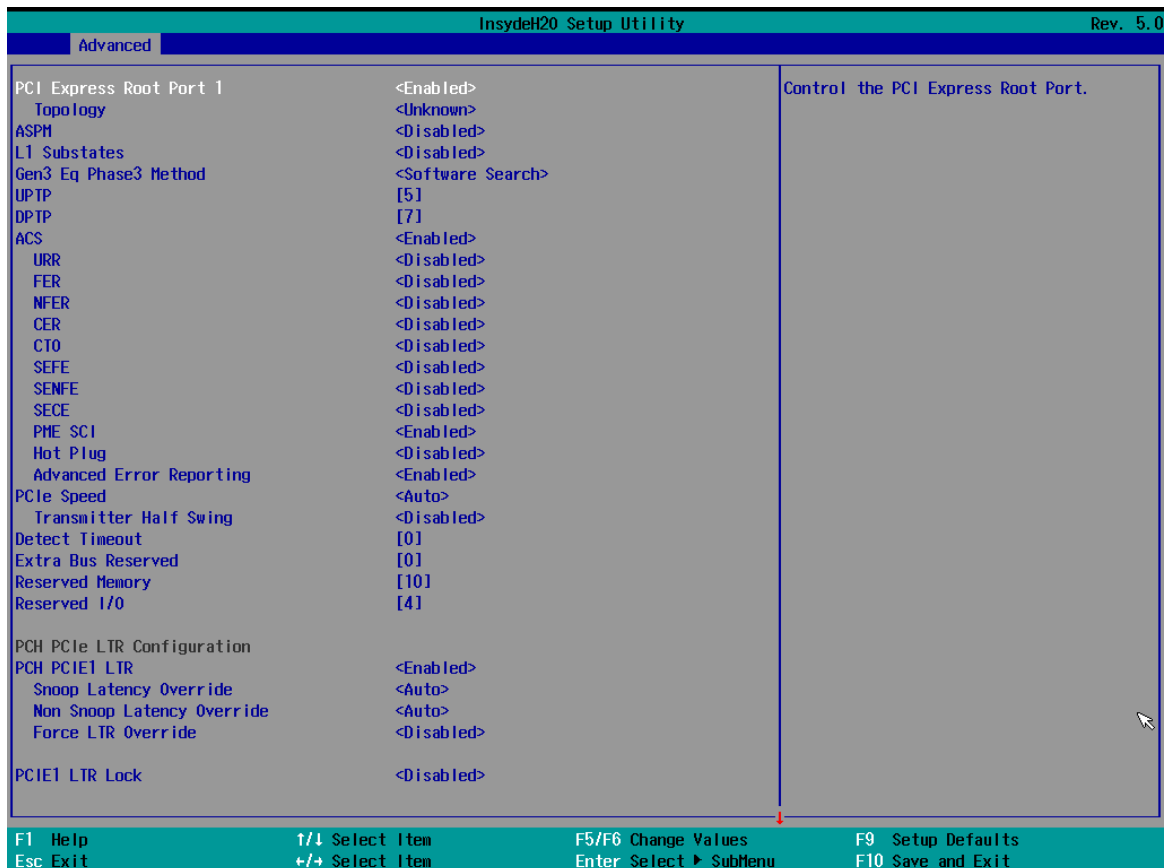 InsydeH20 Setup Utility Rev. 5.0
Advanced
PCI Express Root Port 1 <Enabled> Control the PCI Express Root Port.
Topology <Unknown>
ASPM <Disabled>
L1 Substates <Disabled>
Gen3 Eq Phase3 Method <Software Search>
UPTP [5]
DPTP [7]
ACS <Enabled>
URR <Disabled>
FER <Disabled>
NFER <Disabled>
CER <Disabled>
CTO <Disabled>
SEFE <Disabled>
SENFE <Disabled>
SECE <Disabled>
PME SCI <Enabled>
Hot Plug <Disabled>
Advanced Error Reporting <Enabled>
PCIe Speed <Auto>
Transmitter Half Swing <Disabled>
Detect Timeout [0]
Extra Bus Reserved [0]
Reserved Memory [10]
Reserved I/O [4]
PCH PCIe LTR Configuration
PCH PCIE1 LTR <Enabled>
Snoop Latency Override <Auto>
Non Snoop Latency Override <Auto>
Force LTR Override <Disabled>
PCIE1 LTR Lock <Disabled>
F1 Help ↑/↓ Select Item F5/F6 Change Values F9 Setup Defaults
Esc Exit ←/→ Select Item Enter Select ▶ SubMenu F10 Save and Exit